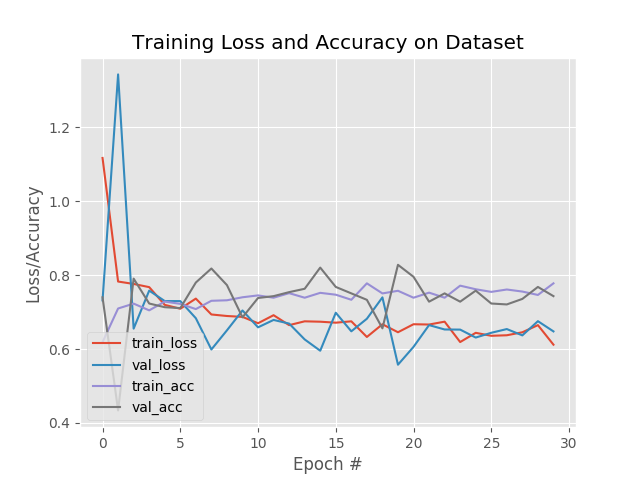 Training Loss and Accuracy on Dataset
Loss/Accuracy
1.2
1.0
0.8
0.6
0.4
train_loss
val_loss
train_acc
val_acc
0 5 10 15 20 25 30
Epoch #